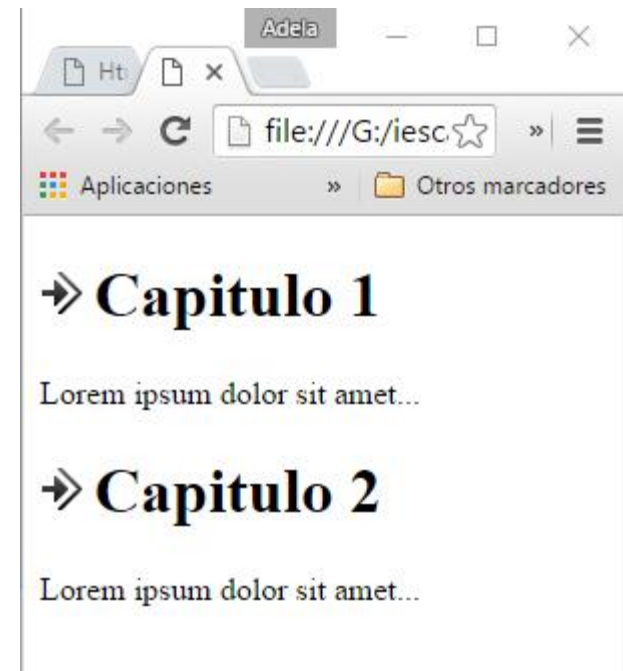 Adela
Ht
file:///G:/iesc
Aplicaciones » Otros marcadores
Capitulo 1
Lorem ipsum dolor sit amet...
Capitulo 2
Lorem ipsum dolor sit amet...